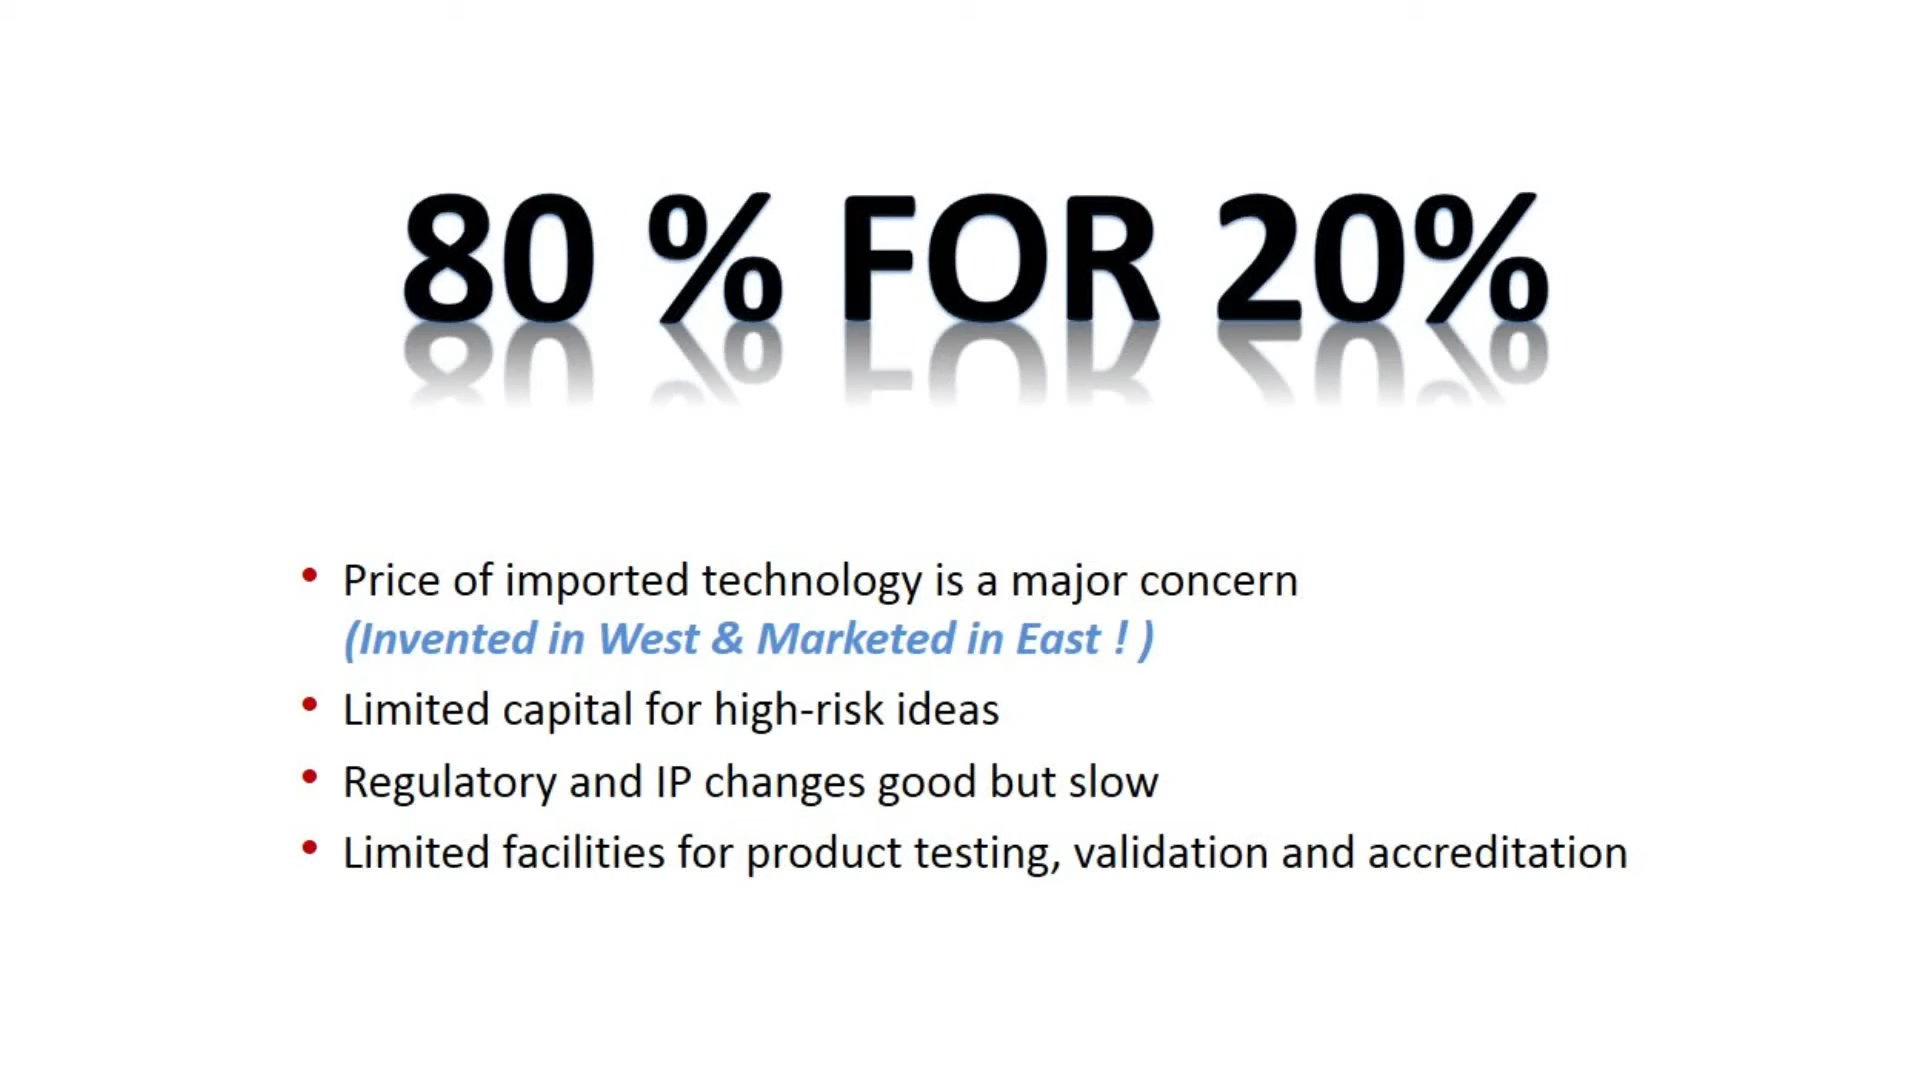 80 % FOR 20%
• Price of imported technology is a major concern
(Invented in West & Marketed in East ! )
• Limited capital for high-risk ideas
• Regulatory and IP changes good but slow
• Limited facilities for product testing, validation and accreditation